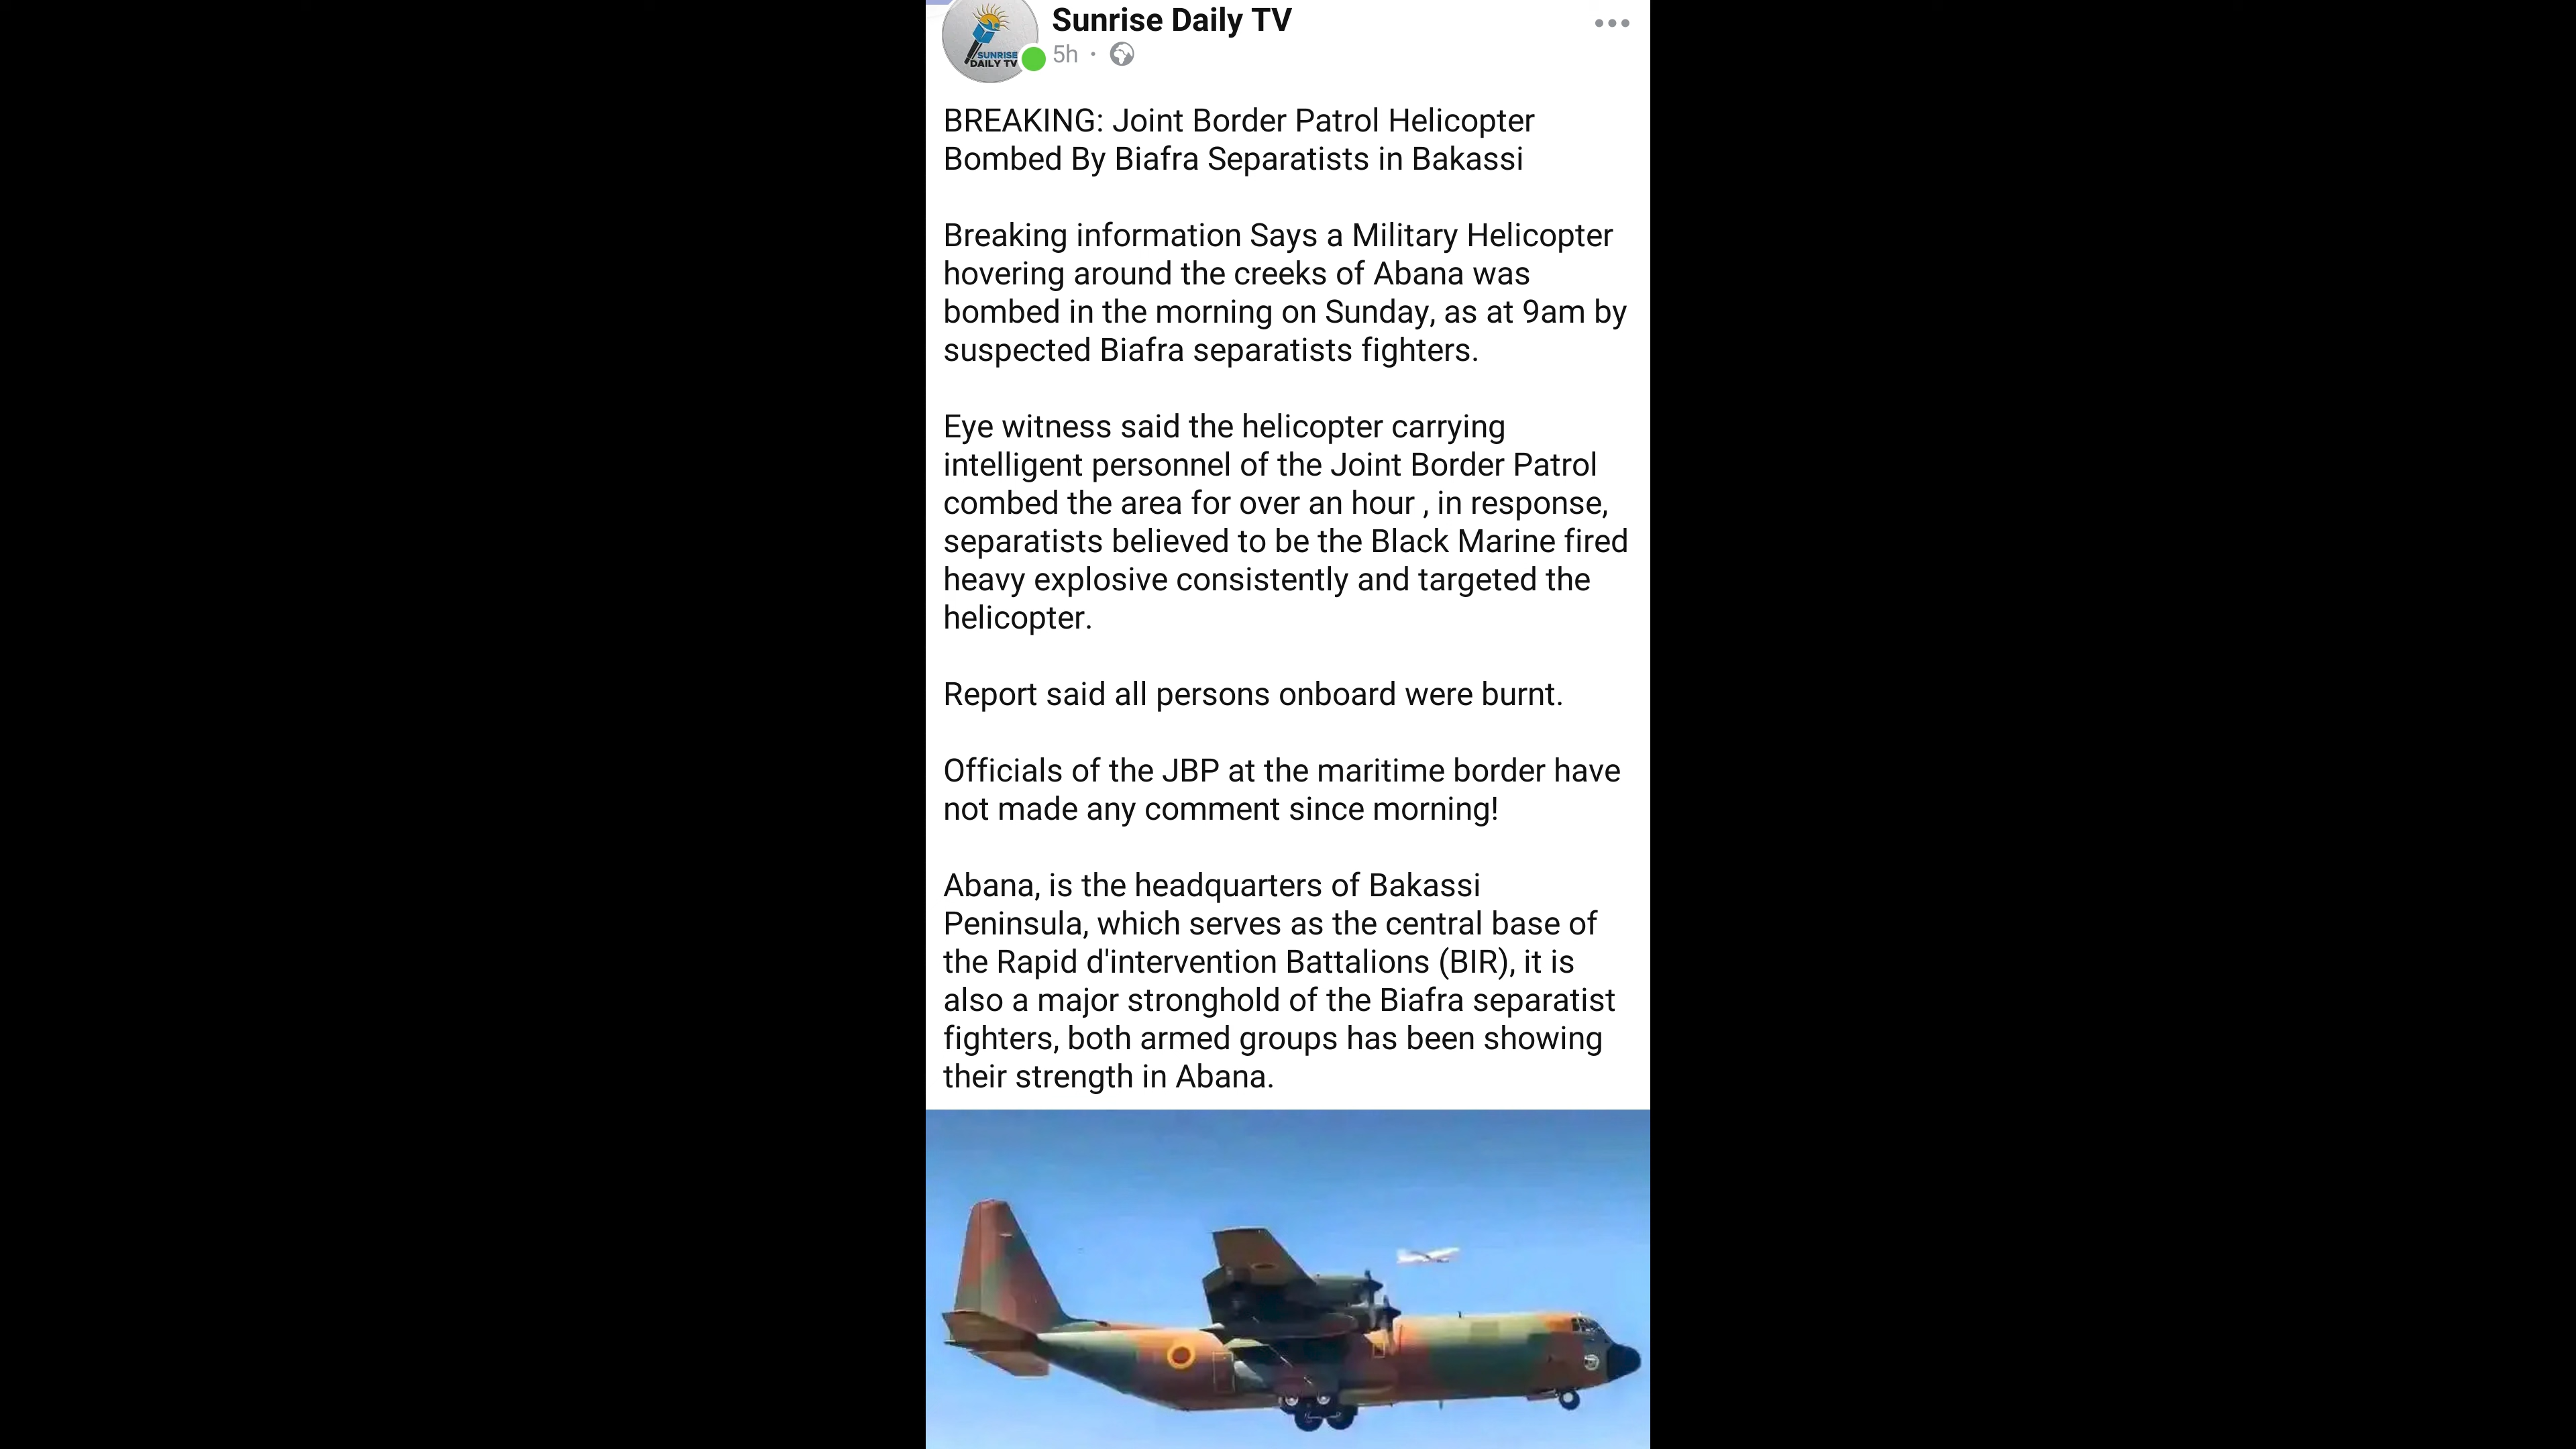 Sunrise Daily TV
SUNRISE
DAILY TV
5h ·
BREAKING: Joint Border Patrol Helicopter
Bombed By Biafra Separatists in Bakassi
Breaking information Says a Military Helicopter
hovering around the creeks of Abana was
bombed in the morning on Sunday, as at 9am by
suspected Biafra separatists fighters.
Eye witness said the helicopter carrying
intelligent personnel of the Joint Border Patrol
combed the area for over an hour , in response,
separatists believed to be the Black Marine fired
heavy explosive consistently and targeted the
helicopter.
Report said all persons onboard were burnt.
Officials of the JBP at the maritime border have
not made any comment since morning!
Abana, is the headquarters of Bakassi
Peninsula, which serves as the central base of
the Rapid d'intervention Battalions (BIR), it is
also a major stronghold of the Biafra separatist
fighters, both armed groups has been showing
their strength in Abana.